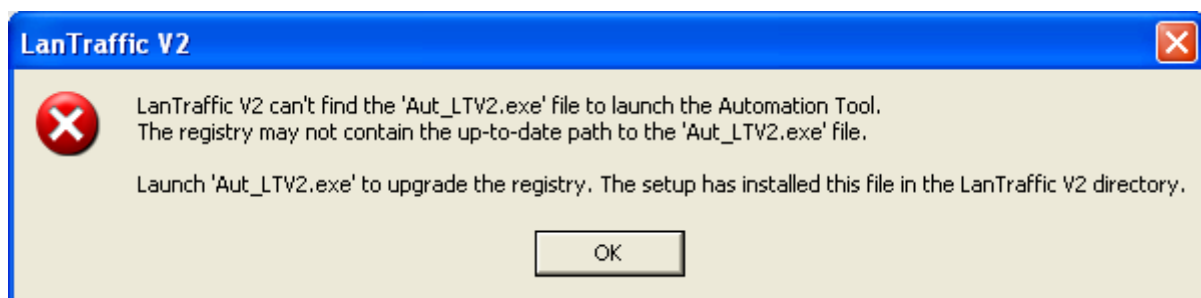 LanTraffic V2
LanTraffic V2 can't find the 'Aut_LTV2.exe' file to launch the Automation Tool.
The registry may not contain the up-to-date path to the 'Aut_LTV2.exe' file.
Launch 'Aut_LTV2.exe' to upgrade the registry. The setup has installed this file in the LanTraffic V2 directory.
OK